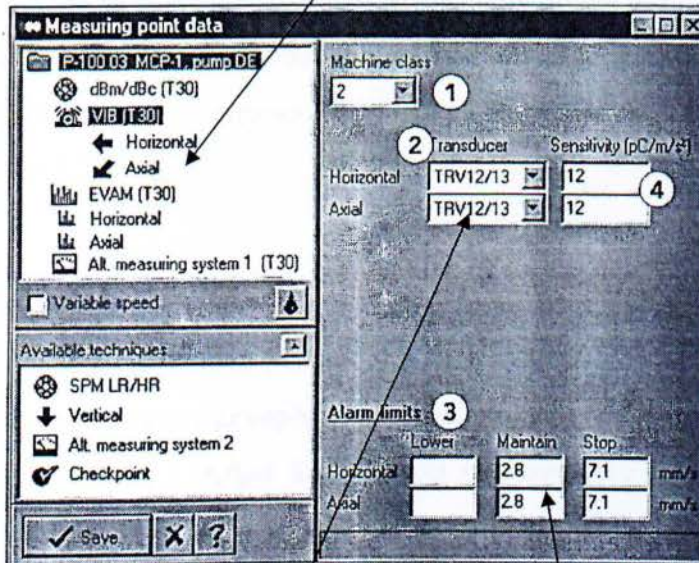 Measuring point data
P-100 03 MCP-1, pump DE
dBm/dBc (T30)
VIB (T30)
Horizontal
Axial
EVAM (T30)
Horizontal
Axial
Alt. measuring system 1 (T30)
Variable speed
Available techniques
SPM LR/HR
Vertical
Alt. measuring system 2
Checkpoint
Save
?
Machine class
2
1
2
Transducer Sensitivity (pC/m/s²)
Horizontal TRV12/13 12
Axial TRV12/13 12
4
Alarm limits 3
Lower Maintain Stop
Horizontal 2.8 7.1 mm/s
Axial 2.8 7.1 mm/s